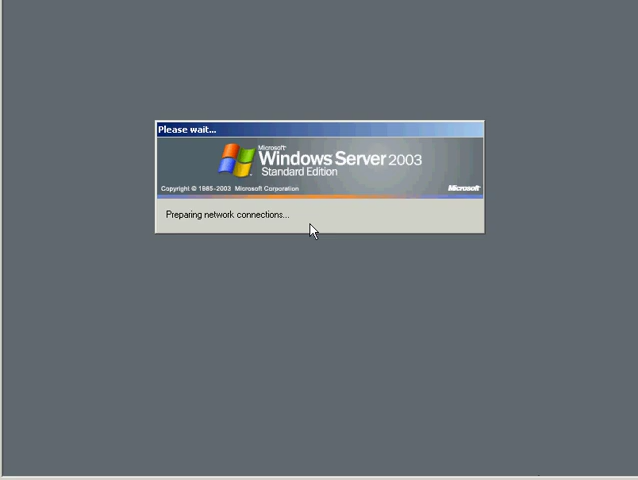 Please wait...
Microsoft
Windows Server 2003
Standard Edition
Copyright © 1985-2003 Microsoft Corporation
Microsoft
Preparing network connections...